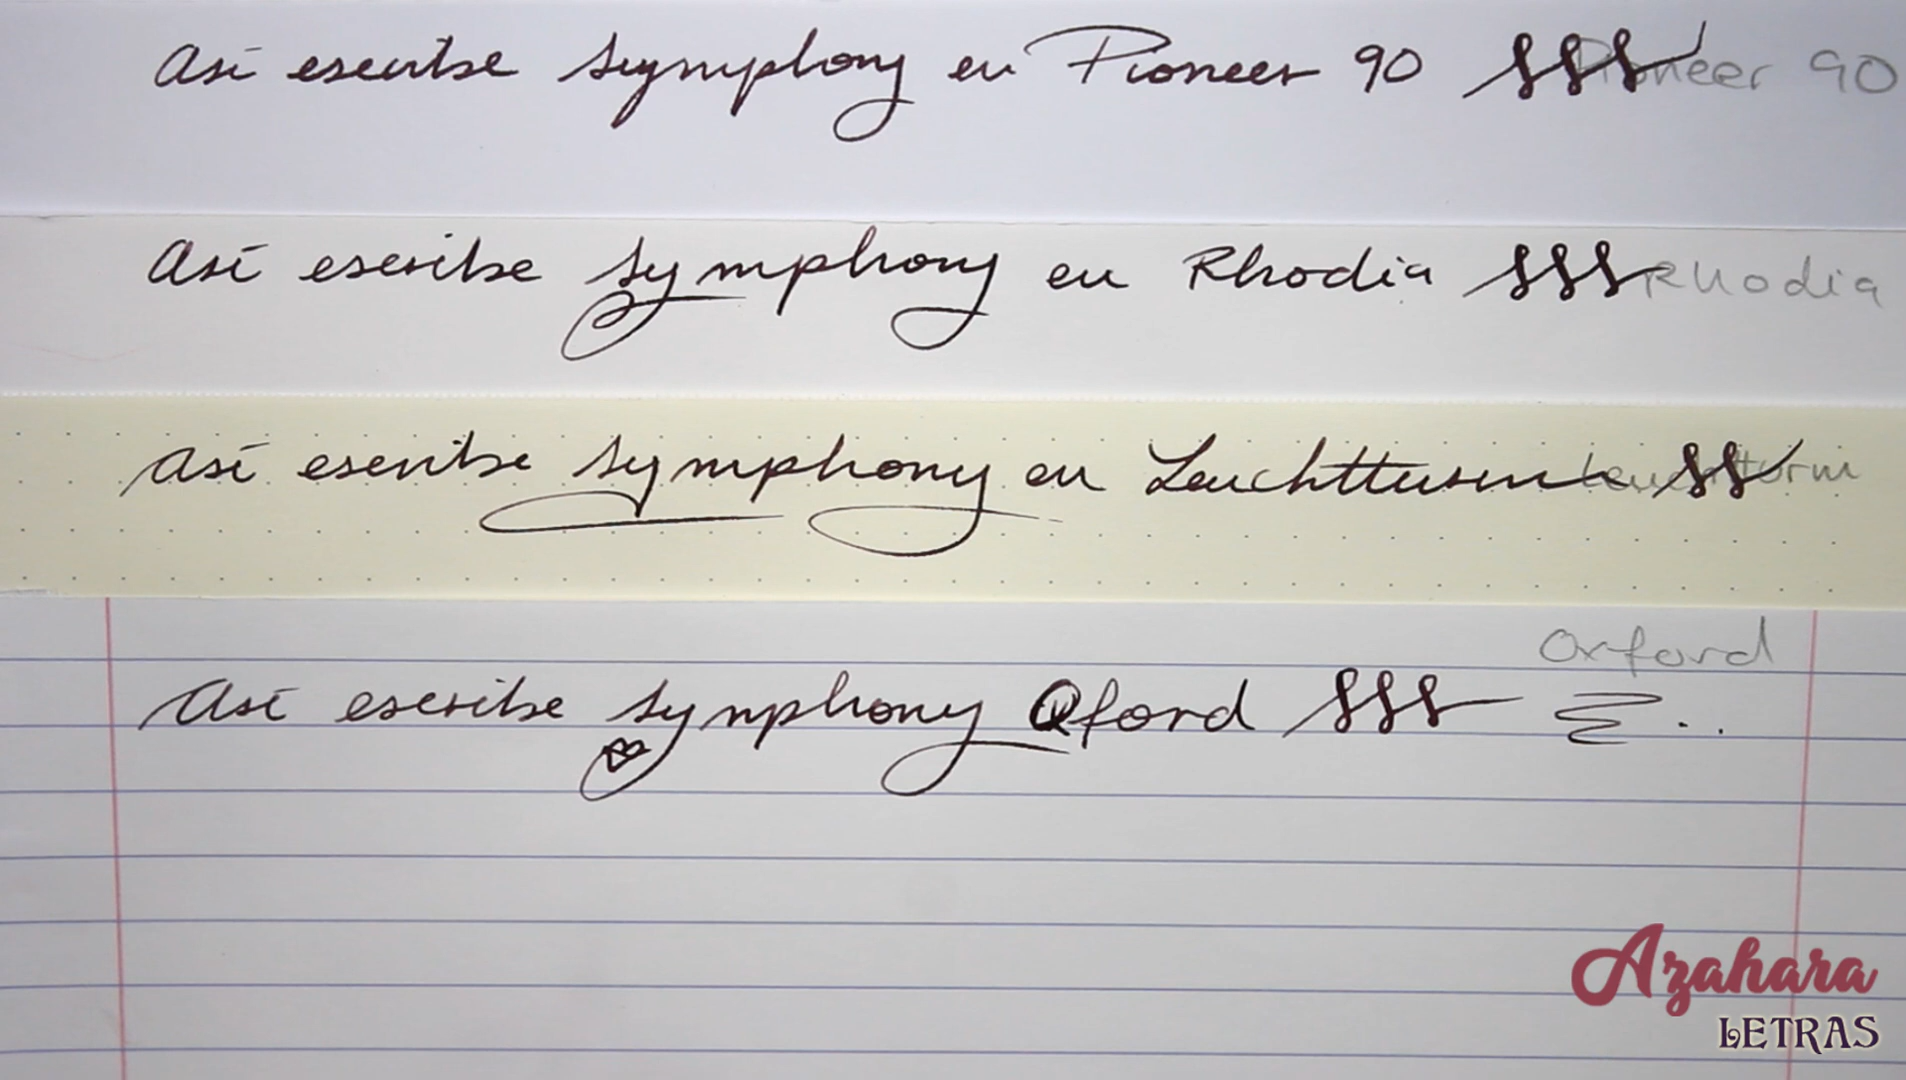 Así escribe Symphony en Pioneer 90 SSS Pioneer 90
Así escribe Symphony en Rhodia SSS Rhodia
Así escribe Symphony en Leuchtturm SS Leuchtturm
Oxford
Así escribe Symphony Oxford SSS
Azahara
LETRAS